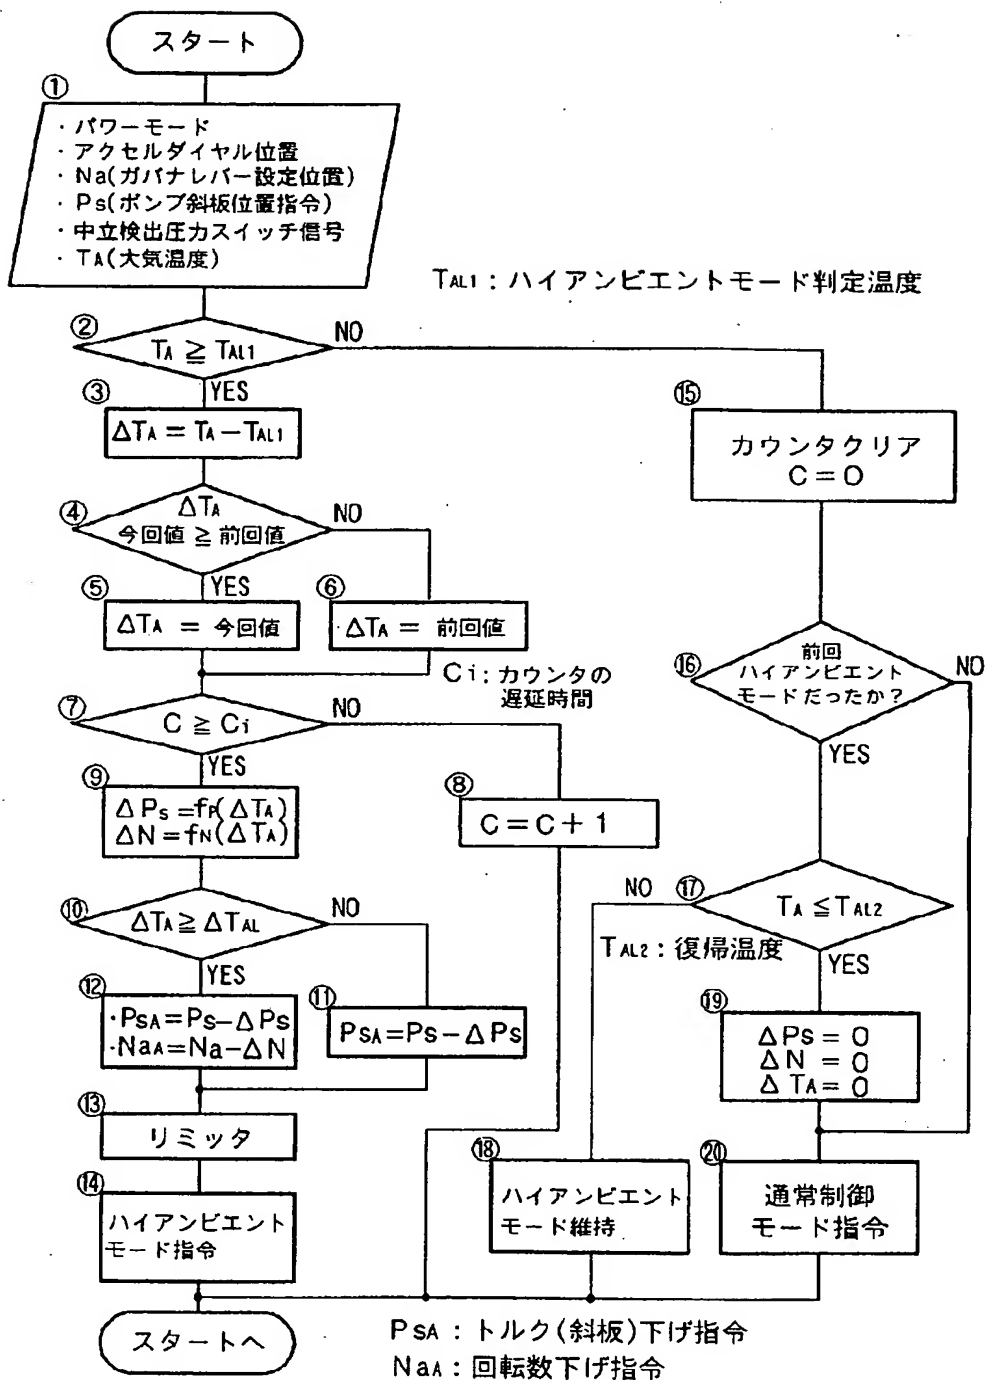 スタート
①
・パワーモード
・アクセルダイヤル位置
・Na(ガバナレバー設定位置)
・Ps(ポンプ斜板位置指令)
・中立検出圧力スイッチ信号
・TA(大気温度)
TAL1：ハイアンビエントモード判定温度
②
TA ≧ TAL1
NO
YES
③
ΔTA = TA − TAL1
④
ΔTA
今回値 ≧ 前回値
NO
YES
⑤
ΔTA = 今回値
⑥
ΔTA = 前回値
Ci：カウンタの
遅延時間
⑦
C ≧ Ci
NO
YES
⑧
C = C + 1
⑨
ΔPs = fP(ΔTA)
ΔN = fN(ΔTA)
⑩
ΔTA ≧ ΔTAL
NO
YES
⑫
・PSA = Ps − ΔPs
・NaA = Na − ΔN
⑪
PSA = Ps − ΔPs
⑬
リミッタ
⑭
ハイアンビエント
モード指令
スタートへ
⑮
カウンタクリア
C = 0
⑯
前回
ハイアンビエント
モードだったか？
NO
YES
⑰
TA ≦ TAL2
NO
YES
TAL2：復帰温度
⑲
ΔPs = 0
ΔN = 0
ΔTA = 0
⑱
ハイアンビエント
モード維持
⑳
通常制御
モード指令
PSA：トルク(斜板)下げ指令
NaA：回転数下げ指令